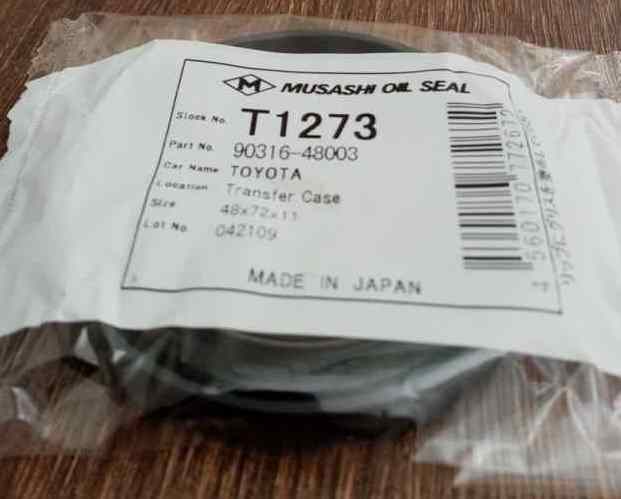 M MUSASHI OIL SEAL
Stock No. T1273
Part No. 90316-48003
Car Name TOYOTA
Location Transfer Case
Size 48x72x11
Lot No. 042109
MADE IN JAPAN